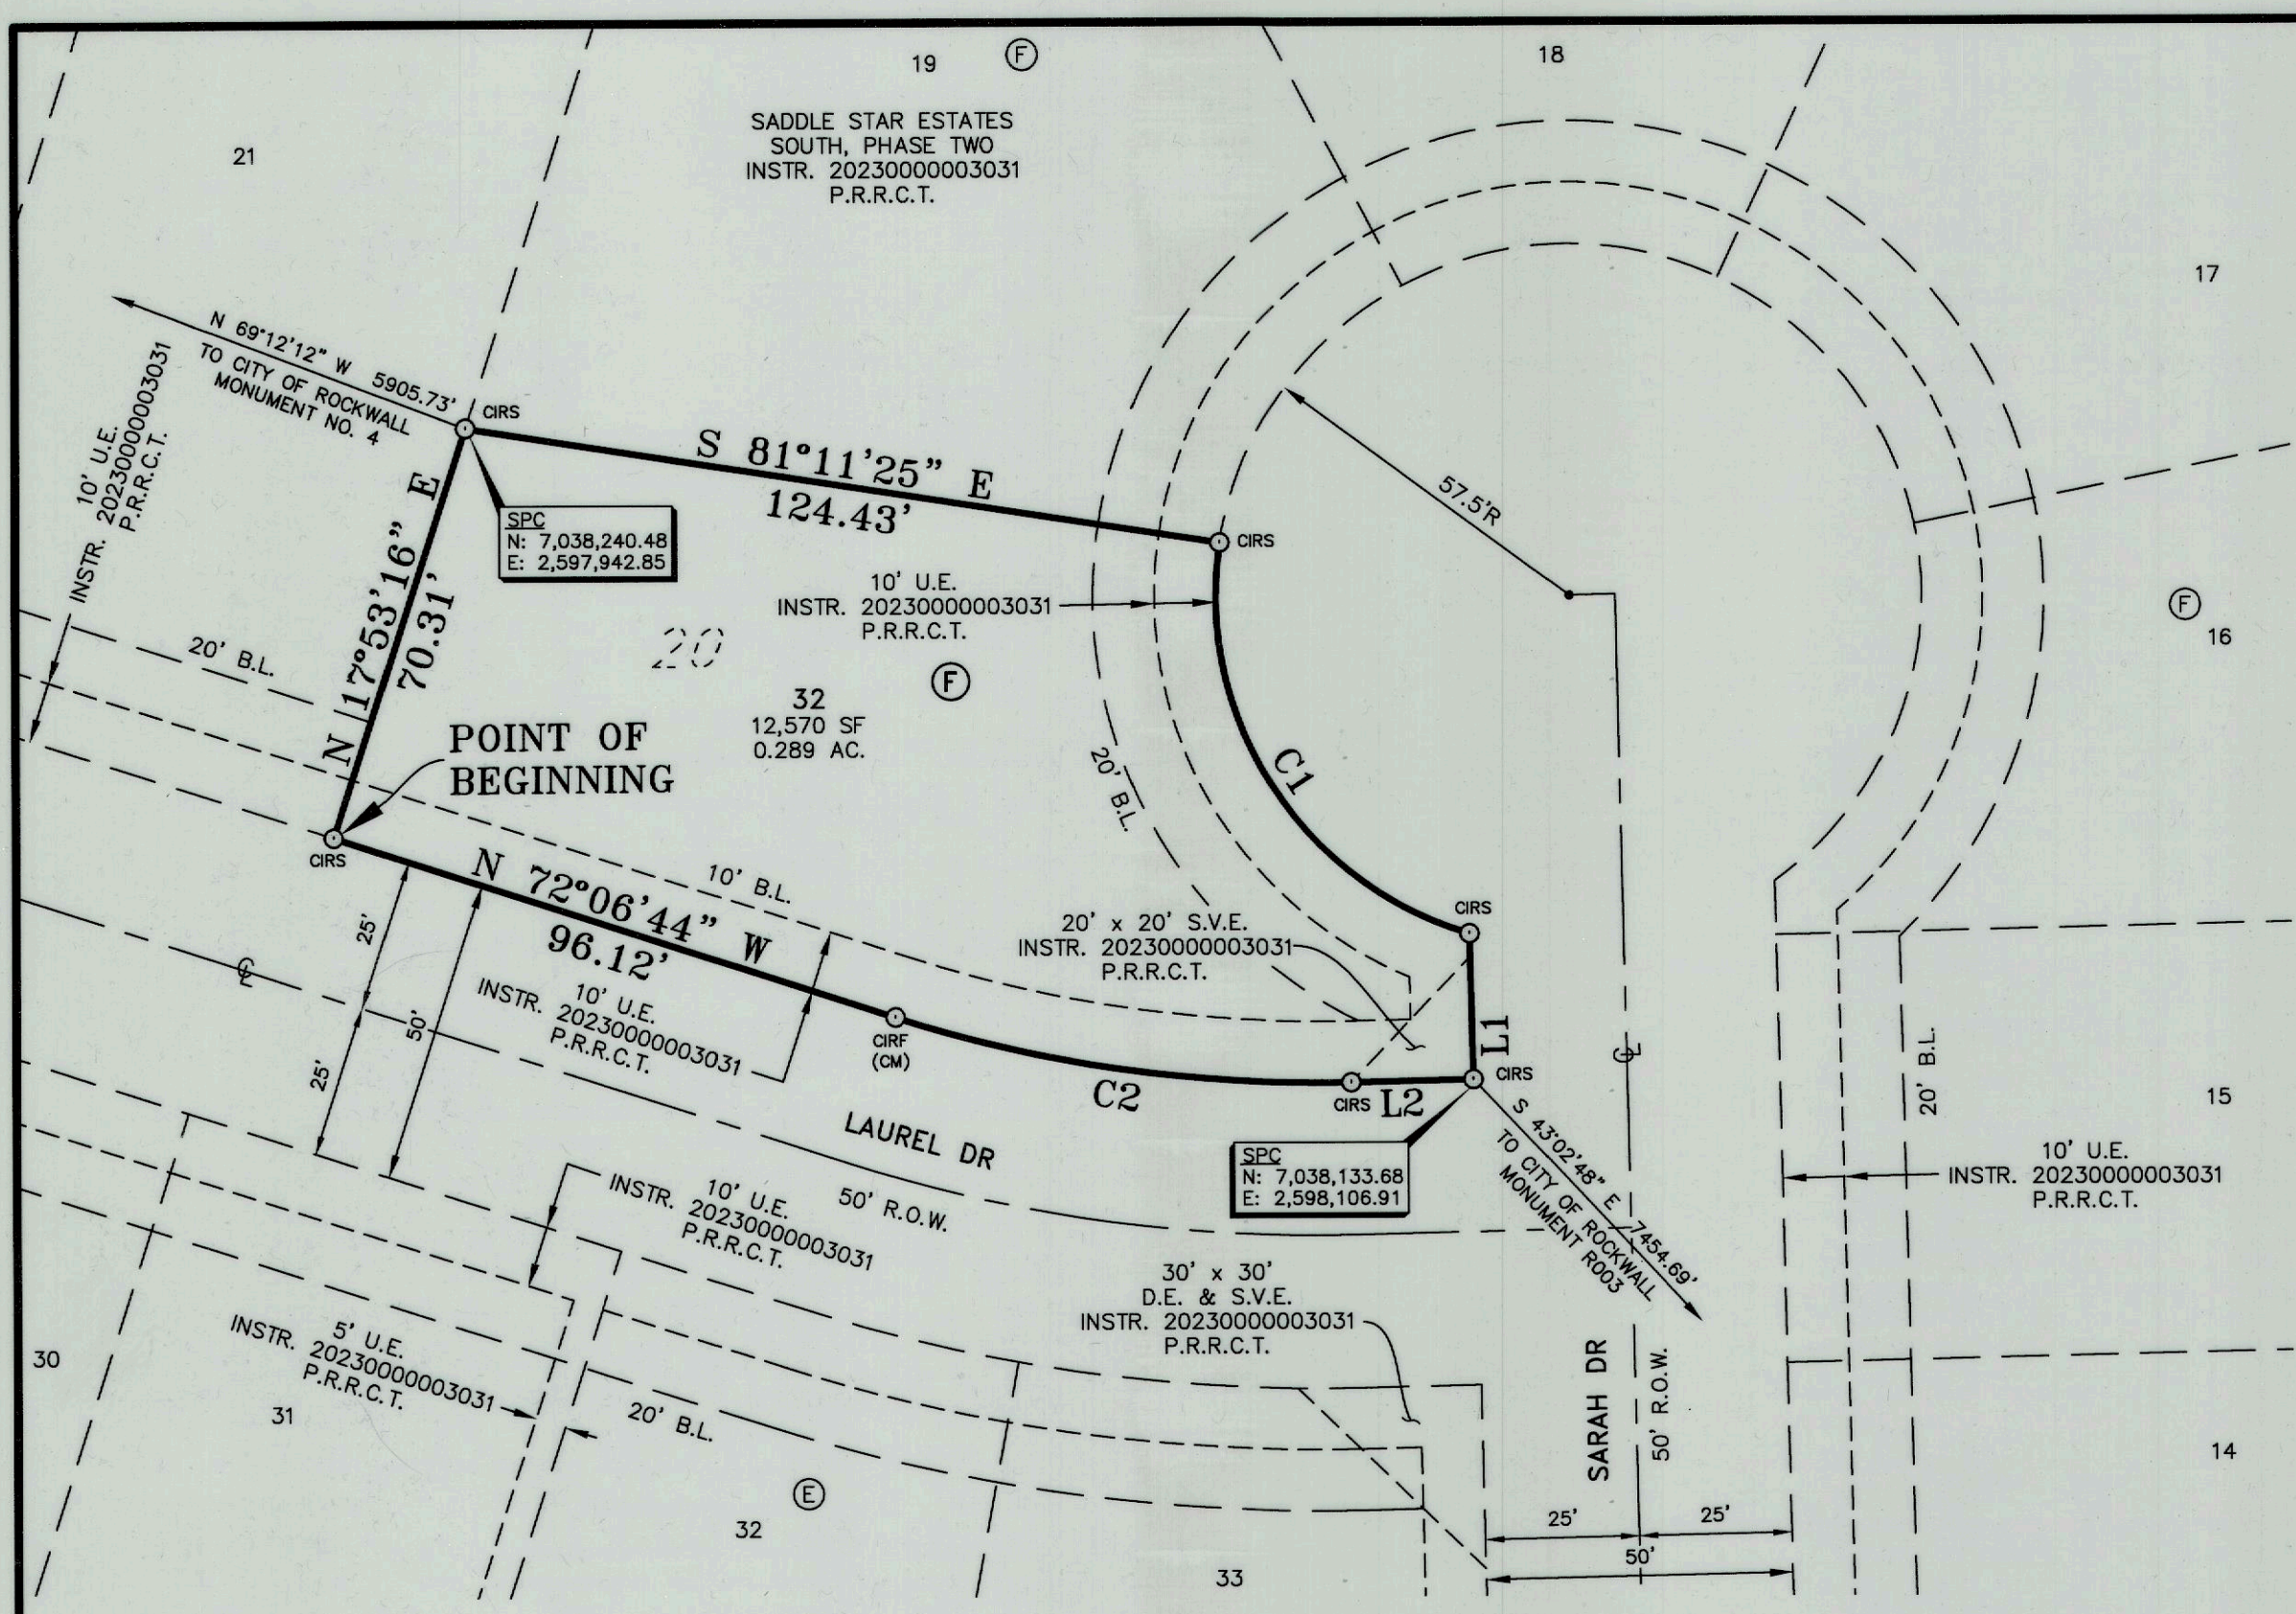 19
F
18
SADDLE STAR ESTATES
SOUTH, PHASE TWO
INSTR. 20230000003031
P.R.R.C.T.
21
17
N 69°12'12" W 5905.73'
TO CITY OF ROCKWALL
MONUMENT NO. 4
10' U.E.
INSTR. 20230000003031
P.R.R.C.T.
CIRS
S 81°11'25" E
124.43'
CIRS
57.5'R
SPC
N: 7,038,240.48
E: 2,597,942.85
N 17°53'16" E
70.31'
10' U.E.
INSTR. 20230000003031
P.R.R.C.T.
F
16
20' B.L.
20
F
32
12,570 SF
0.289 AC.
POINT OF
BEGINNING
C1
20' B.L.
CIRS
N 72°06'44" W
96.12'
10' B.L.
20' x 20' S.V.E.
INSTR. 20230000003031
P.R.R.C.T.
CIRS
25'
℄
50'
25'
10' U.E.
INSTR. 20230000003031
P.R.R.C.T.
CIRF
(CM)
C2
L1
CIRS
CIRS
L2
℄
20' B.L.
15
LAUREL DR
50' R.O.W.
SPC
N: 7,038,133.68
E: 2,598,106.91
S 43°02'48" E 7454.69'
TO CITY OF ROCKWALL
MONUMENT R003
10' U.E.
INSTR. 20230000003031
P.R.R.C.T.
10' U.E.
INSTR. 20230000003031
P.R.R.C.T.
30' x 30'
D.E. & S.V.E.
INSTR. 20230000003031
P.R.R.C.T.
30
5' U.E.
INSTR. 20230000003031
P.R.R.C.T.
31
20' B.L.
E
32
33
SARAH DR
50' R.O.W.
14
25'
25'
50'